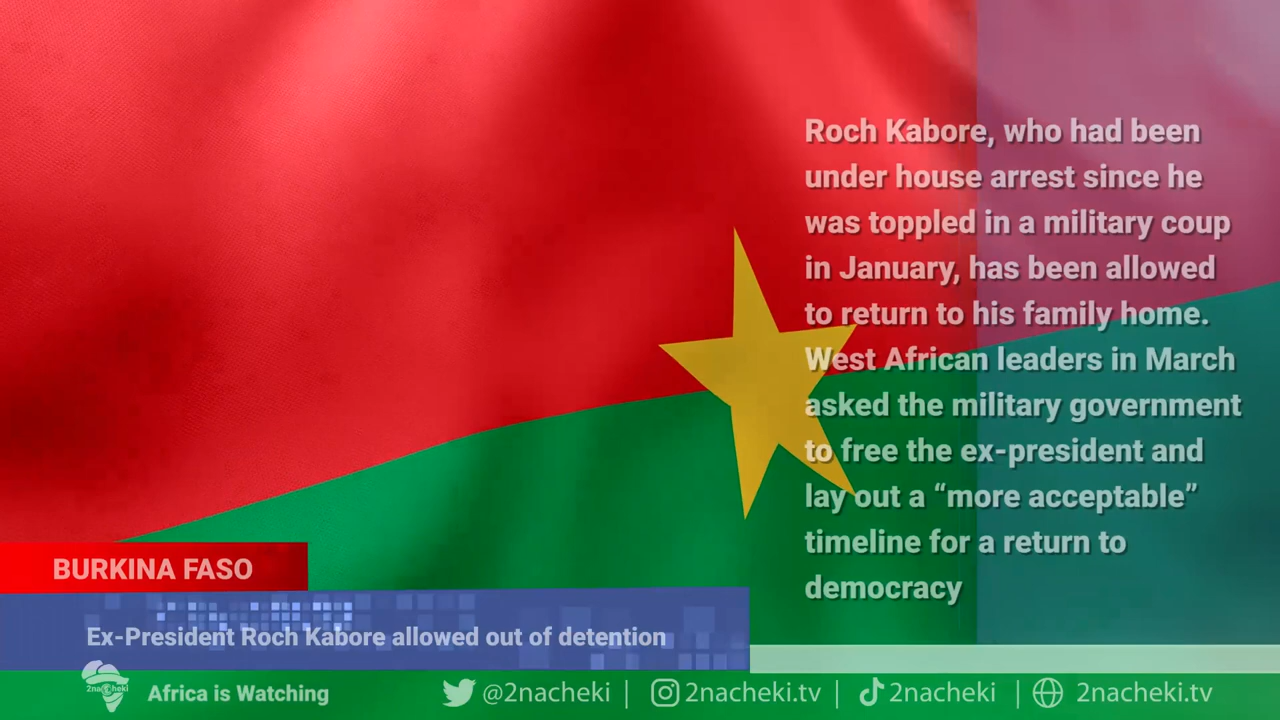 Roch Kabore, who had been
under house arrest since he
was toppled in a military coup
in January, has been allowed
to return to his family home.
West African leaders in March
asked the military government
to free the ex-president and
lay out a “more acceptable”
timeline for a return to
democracy
BURKINA FASO
Ex-President Roch Kabore allowed out of detention
2nacheki
Africa is Watching
@2nacheki |
2nacheki.tv |
2nacheki |
2nacheki.tv